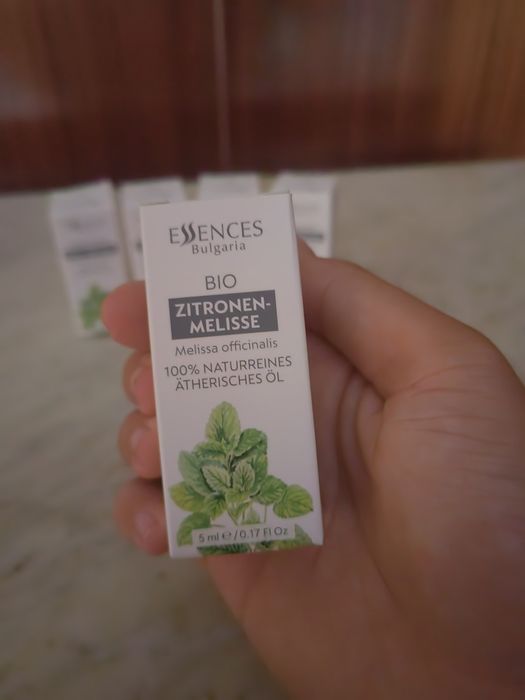 ESSENCES
Bulgaria
BIO
ZITRONEN-
MELISSE
Melissa officinalis
100% NATURREINES
ÄTHERISCHES ÖL
5 ml ℮ / 0.17 Fl Oz